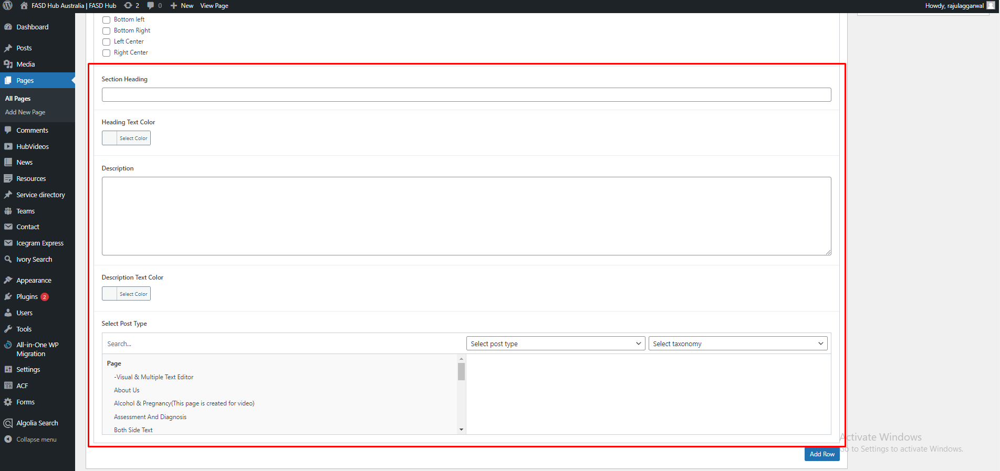 FASD Hub Australia | FASD Hub 2 0 New View Page Howdy, rajulaggarwal
Dashboard
Posts
Media
Pages
All Pages
Add New Page
Comments
HubVideos
News
Resources
Service directory
Teams
Contact
Icegram Express
Ivory Search
Appearance
Plugins 2
Users
Tools
All-in-One WP
Migration
Settings
ACF
Forms
Algolia Search
Collapse menu
Bottom left
Bottom Right
Left Center
Right Center
Section Heading
Heading Text Color
Select Color
Description
Description Text Color
Select Color
Select Post Type
Search... Select post type Select taxonomy
Page
-Visual & Multiple Text Editor
About Us
Alcohol & Pregnancy(This page is created for video)
Assessment And Diagnosis
Both Side Text
Add Row
Activate Windows
Go to Settings to activate Windows.